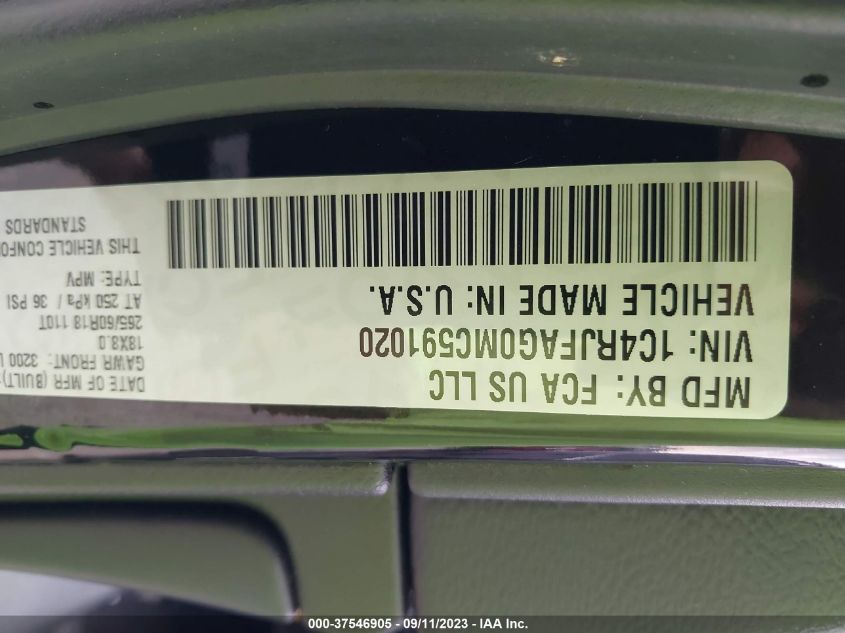 MFD BY: FCA US LLC
VIN: 1C4RJFAG0MC591020
VEHICLE MADE IN: U.S.A.
DATE OF MFR (BUILT)
GAWR FRONT: 3200
18X8.0
265/60R18 110T
AT 250 kPa / 36 PSI
TYPE: MPV
THIS VEHICLE CONFO
STANDARDS
000-37546905 - 09/11/2023 - IAA Inc.